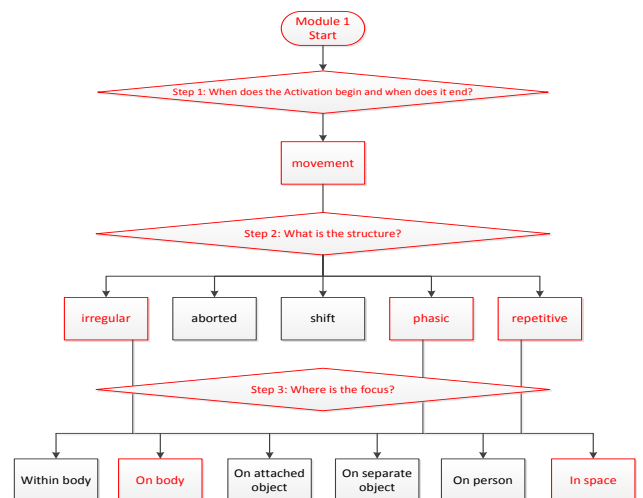 Module 1
Start
Step 1: When does the Activation begin and when does it end?
movement
Step 2: What is the structure?
irregular
aborted
shift
phasic
repetitive
Step 3: Where is the focus?
Within body
On body
On attached
object
On separate
object
On person
In space